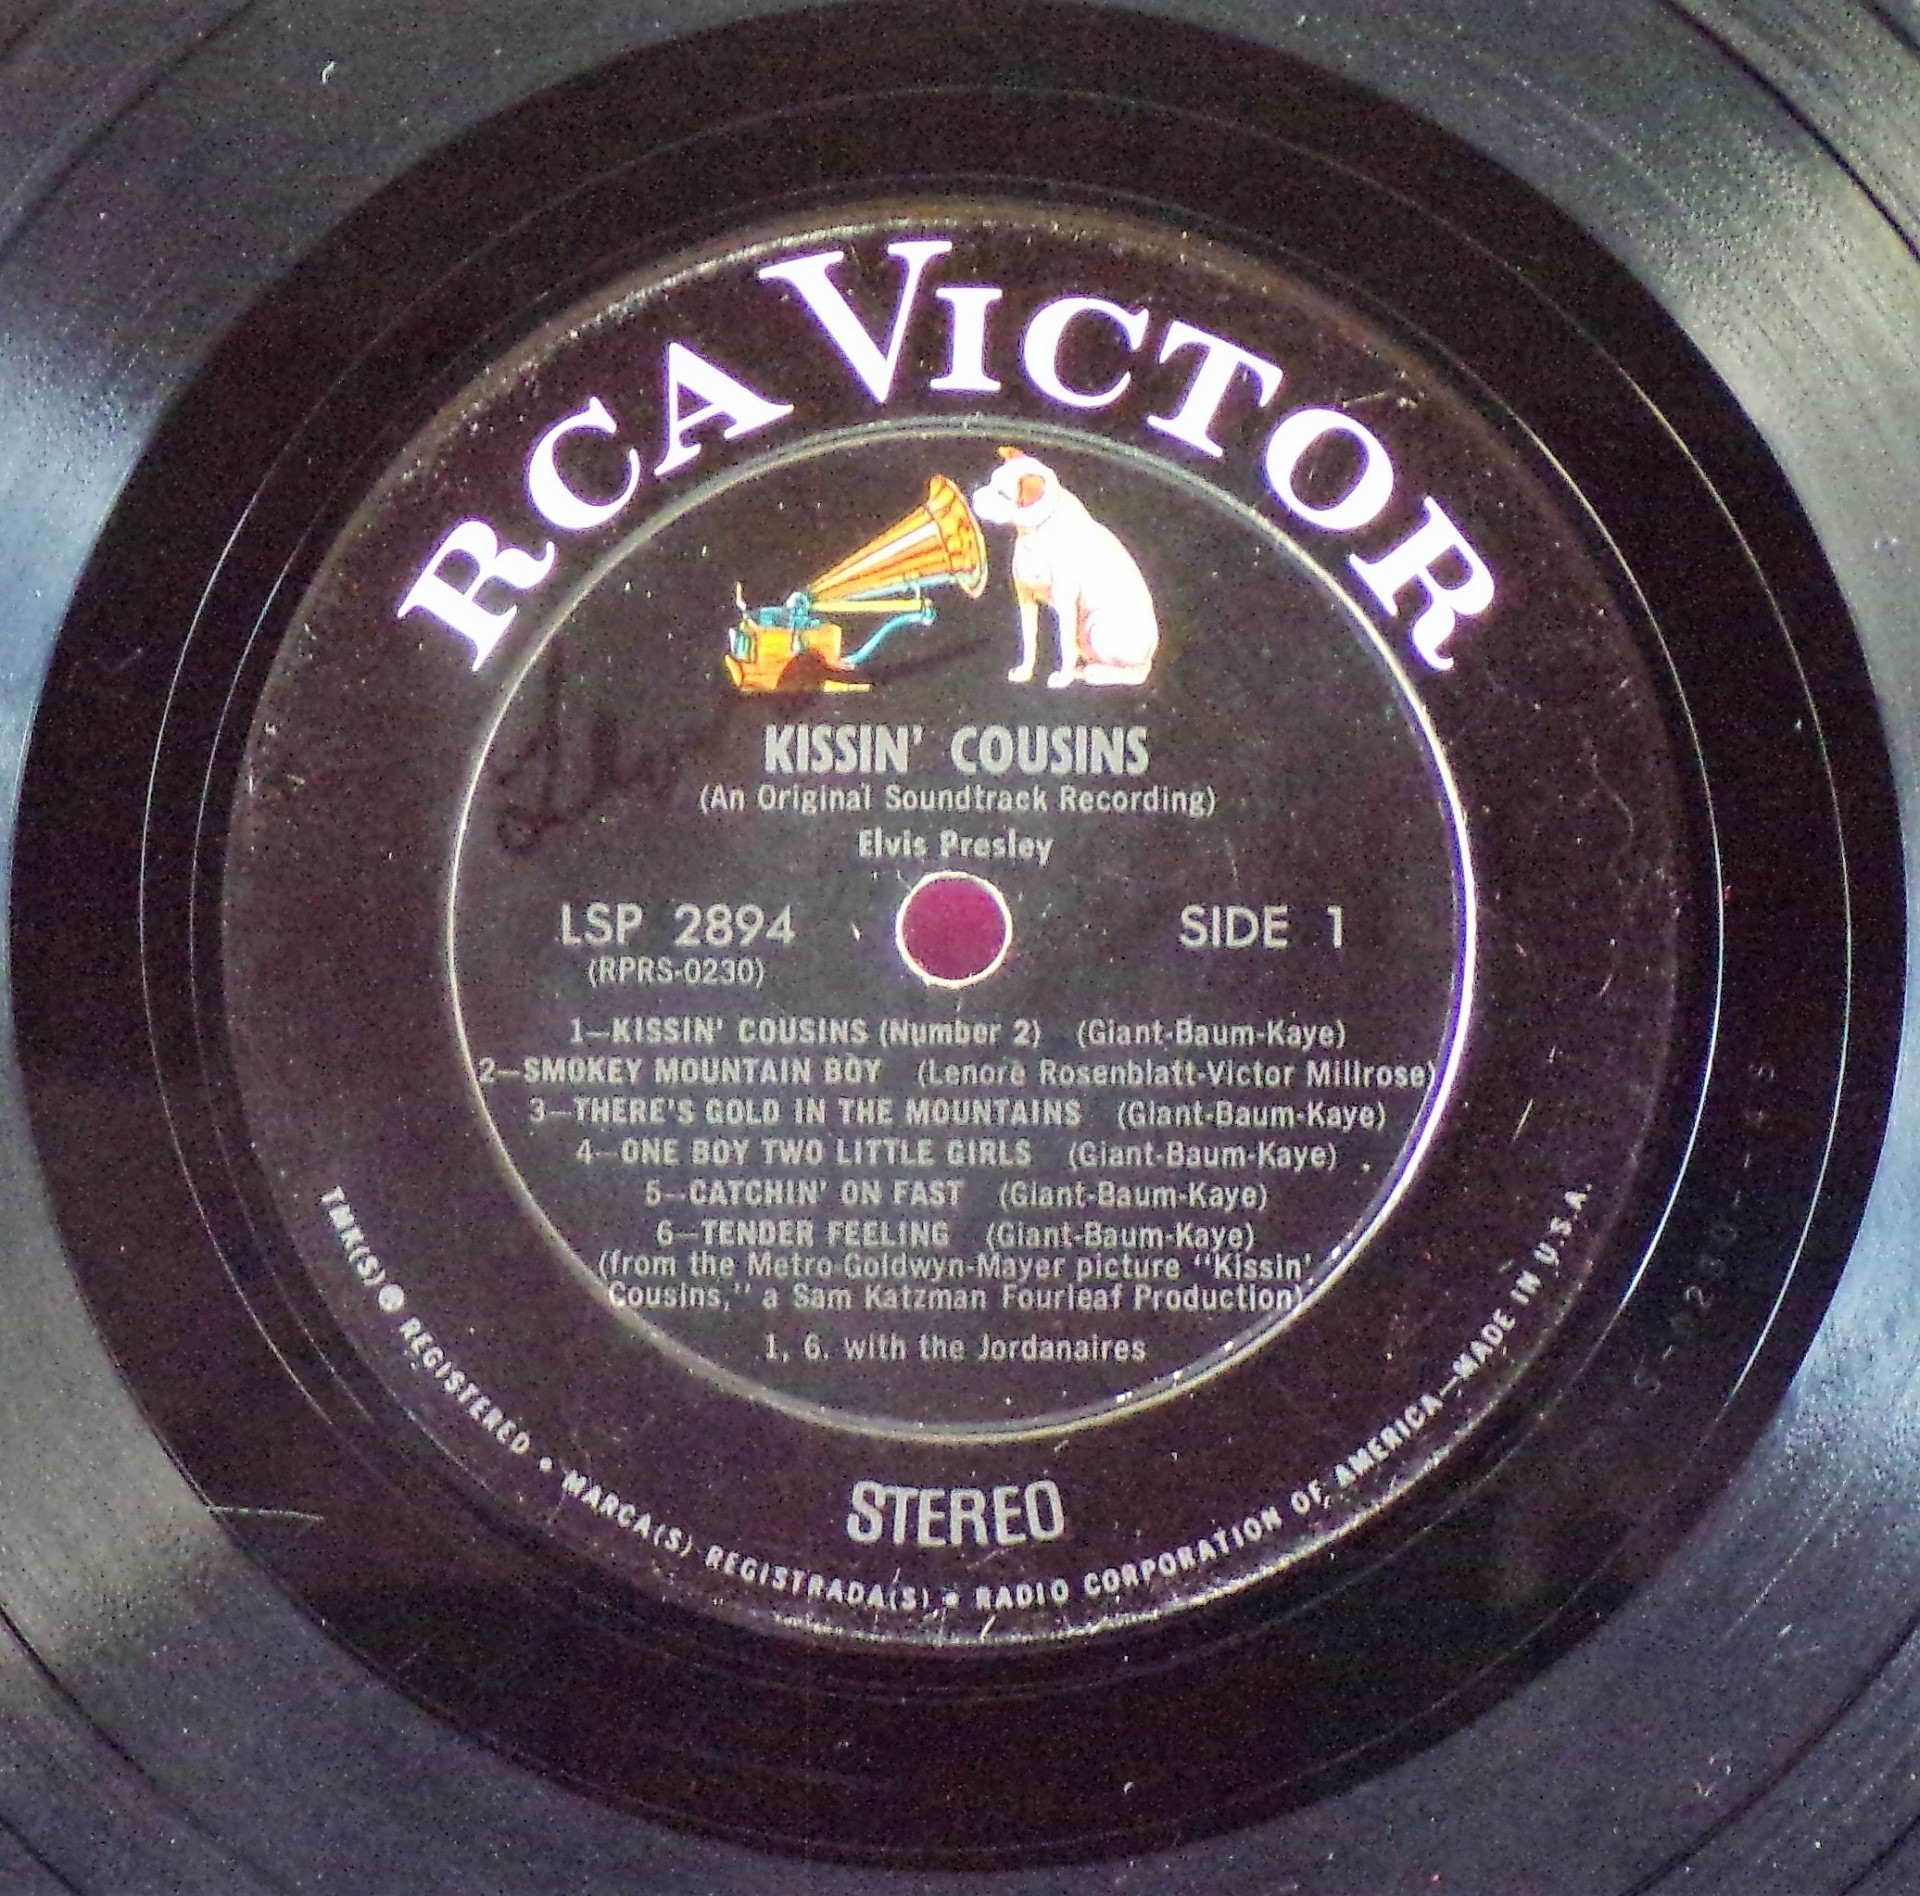 RCA VICTOR
KISSIN' COUSINS
(An Original Soundtrack Recording)
Elvis Presley
LSP 2894
SIDE 1
(RPRS-0230)
1—KISSIN' COUSINS (Number 2) (Giant-Baum-Kaye)
2—SMOKEY MOUNTAIN BOY (Lenore Rosenblatt-Victor Millrose)
3—THERE'S GOLD IN THE MOUNTAINS (Giant-Baum-Kaye)
4—ONE BOY TWO LITTLE GIRLS (Giant-Baum-Kaye)
5—CATCHIN' ON FAST (Giant-Baum-Kaye)
6—TENDER FEELING (Giant-Baum-Kaye)
(from the Metro-Goldwyn-Mayer picture "Kissin'
Cousins," a Sam Katzman Fourleaf Production)
1, 6. with the Jordanaires
STEREO
TMK(S) ® REGISTERED • MARCA(S) REGISTRADA(S) • RADIO CORPORATION OF AMERICA—MADE IN U.S.A.